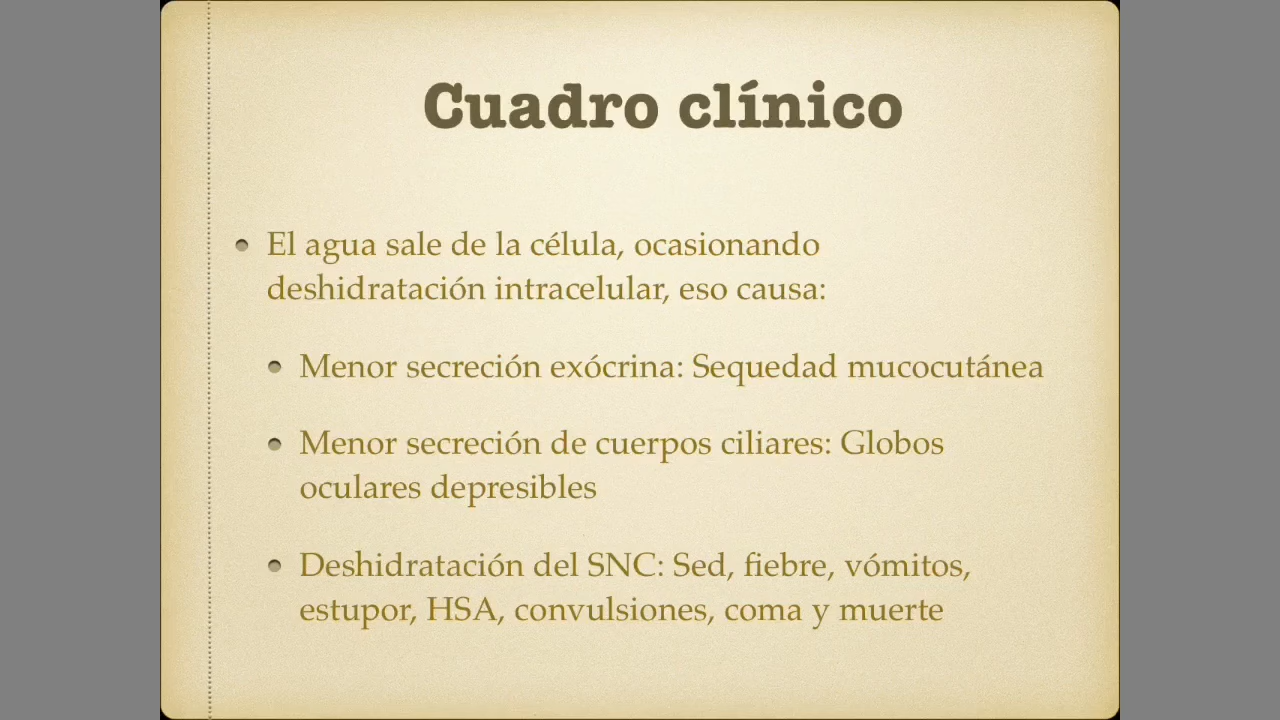 Cuadro clínico
El agua sale de la célula, ocasionando
deshidratación intracelular, eso causa:
Menor secreción exócrina: Sequedad mucocutánea
Menor secreción de cuerpos ciliares: Globos
oculares depresibles
Deshidratación del SNC: Sed, fiebre, vómitos,
estupor, HSA, convulsiones, coma y muerte